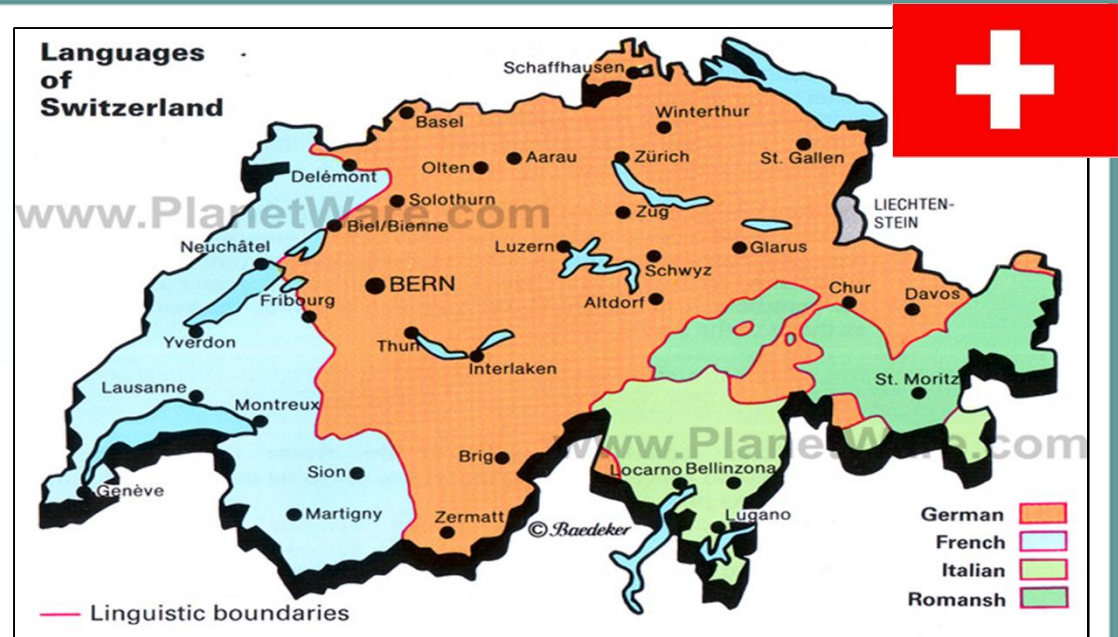 Languages
of
Switzerland
Schaffhausen
Winterthur
Basel
Aarau
Zürich
St. Gallen
Olten
Delémont
Solothurn
www.PlanetWare.com
Zug
LIECHTEN-
STEIN
Biel/Bienne
Neuchâtel
Luzern
Glarus
Schwyz
BERN
Chur
Davos
Fribourg
Altdorf
Yverdon
Thun
Interlaken
St. Moritz
Lausanne
Montreux
www.PlanetWare.com
Brig
Locarno
Bellinzona
Sion
Genève
Martigny
Zermatt
Lugano
© Baedeker
German
French
Italian
Romansh
Linguistic boundaries